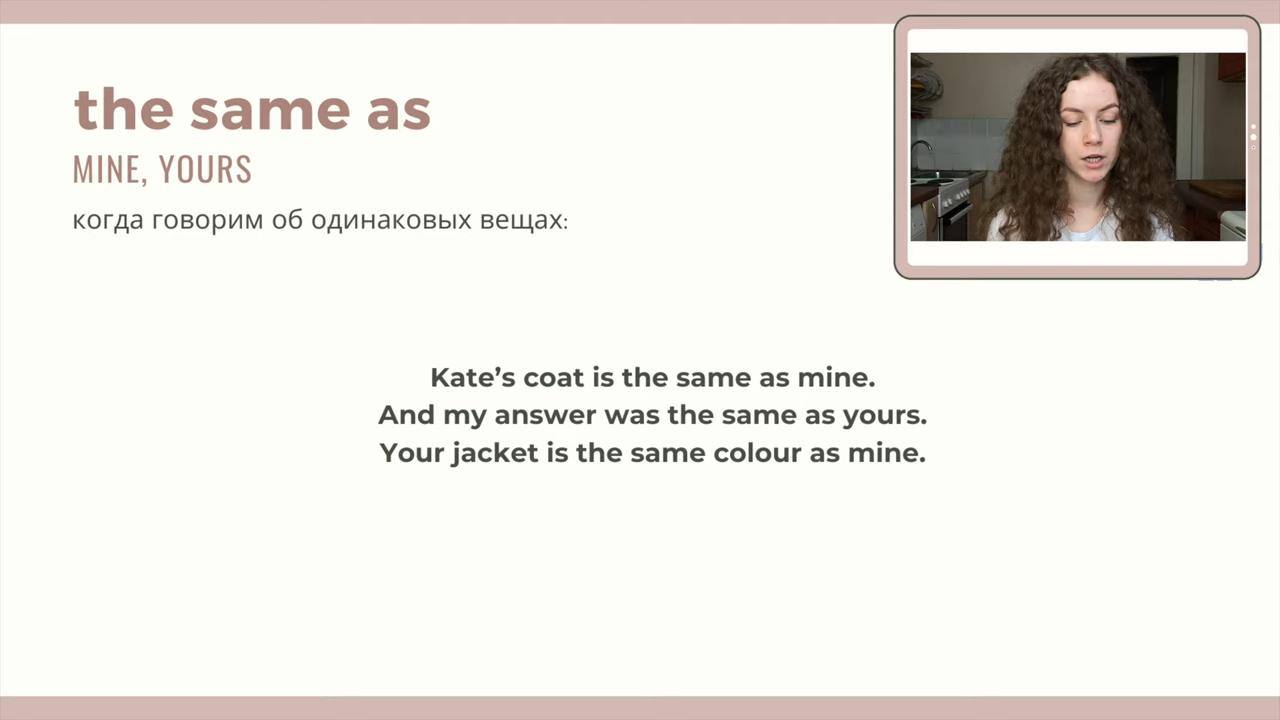 the same as
MINE, YOURS
когда говорим об одинаковых вещах:
Kate’s coat is the same as mine.
And my answer was the same as yours.
Your jacket is the same colour as mine.